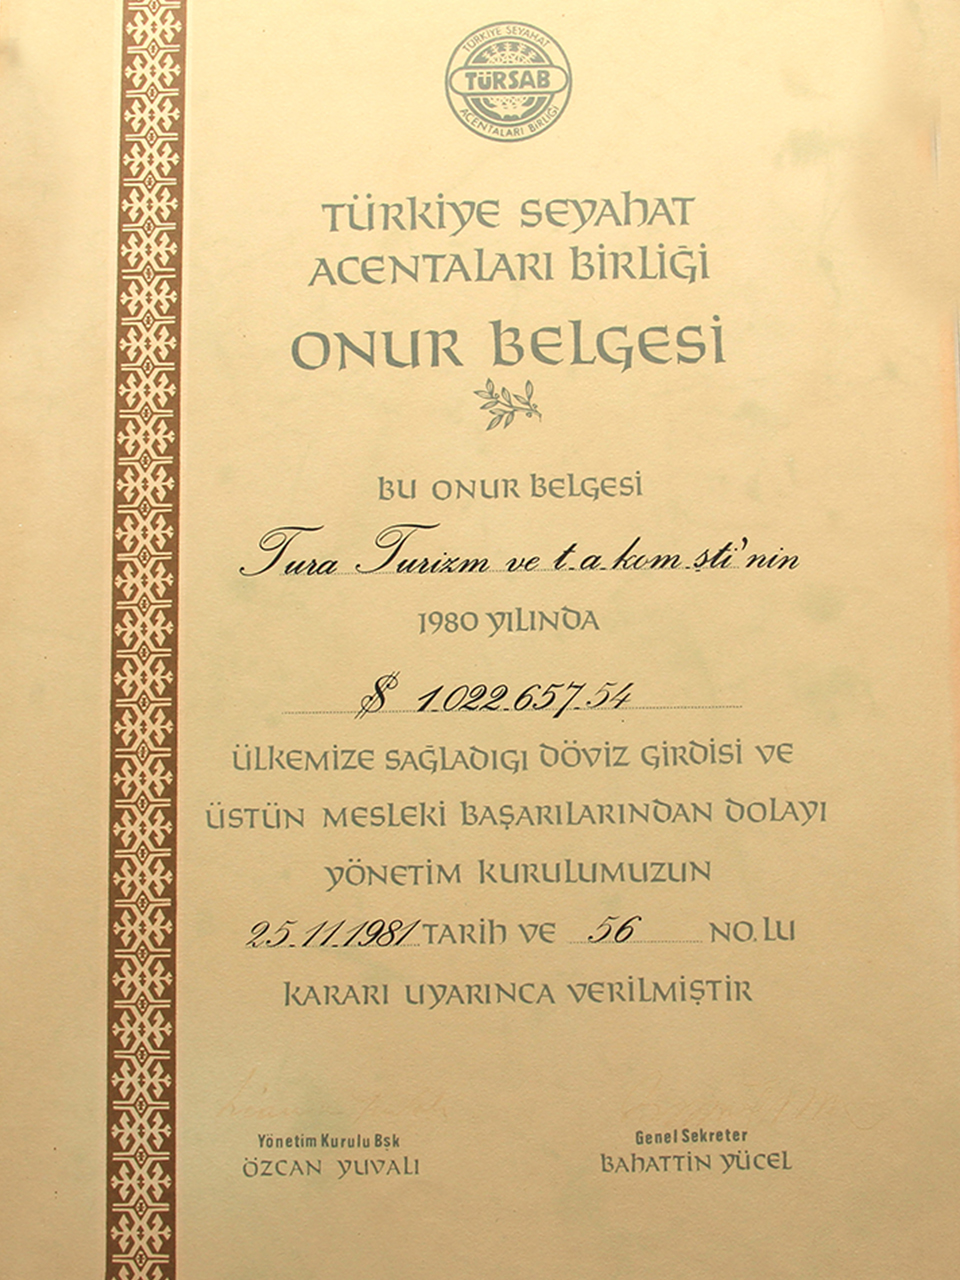 TÜRKİYE SEYAHAT
TÜRSAB
ACENTALARI BİRLİĞİ
TÜRKİYE SEYAHAT
ACENTALARI BİRLİĞİ
ONUR BELGESİ
BU ONUR BELGESİ
Tura Turizm ve t.a.kom.şti'nin
1980 YILINDA
$ 1.022.657.54
ÜLKEMİZE SAĞLADIGI DÖVİZ GİRDİSİ VE
ÜSTÜN MESLEKİ BAŞARILARINDAN DOLAYI
YÖNETİM KURULUMUZUN
25.11.1981 TARİH VE 56 NO.LU
KARARI UYARINCA VERİLMİŞTİR
Yönetim Kurulu Bşk Genel Sekreter
ÖZCAN YUVALI BAHATTİN YÜCEL